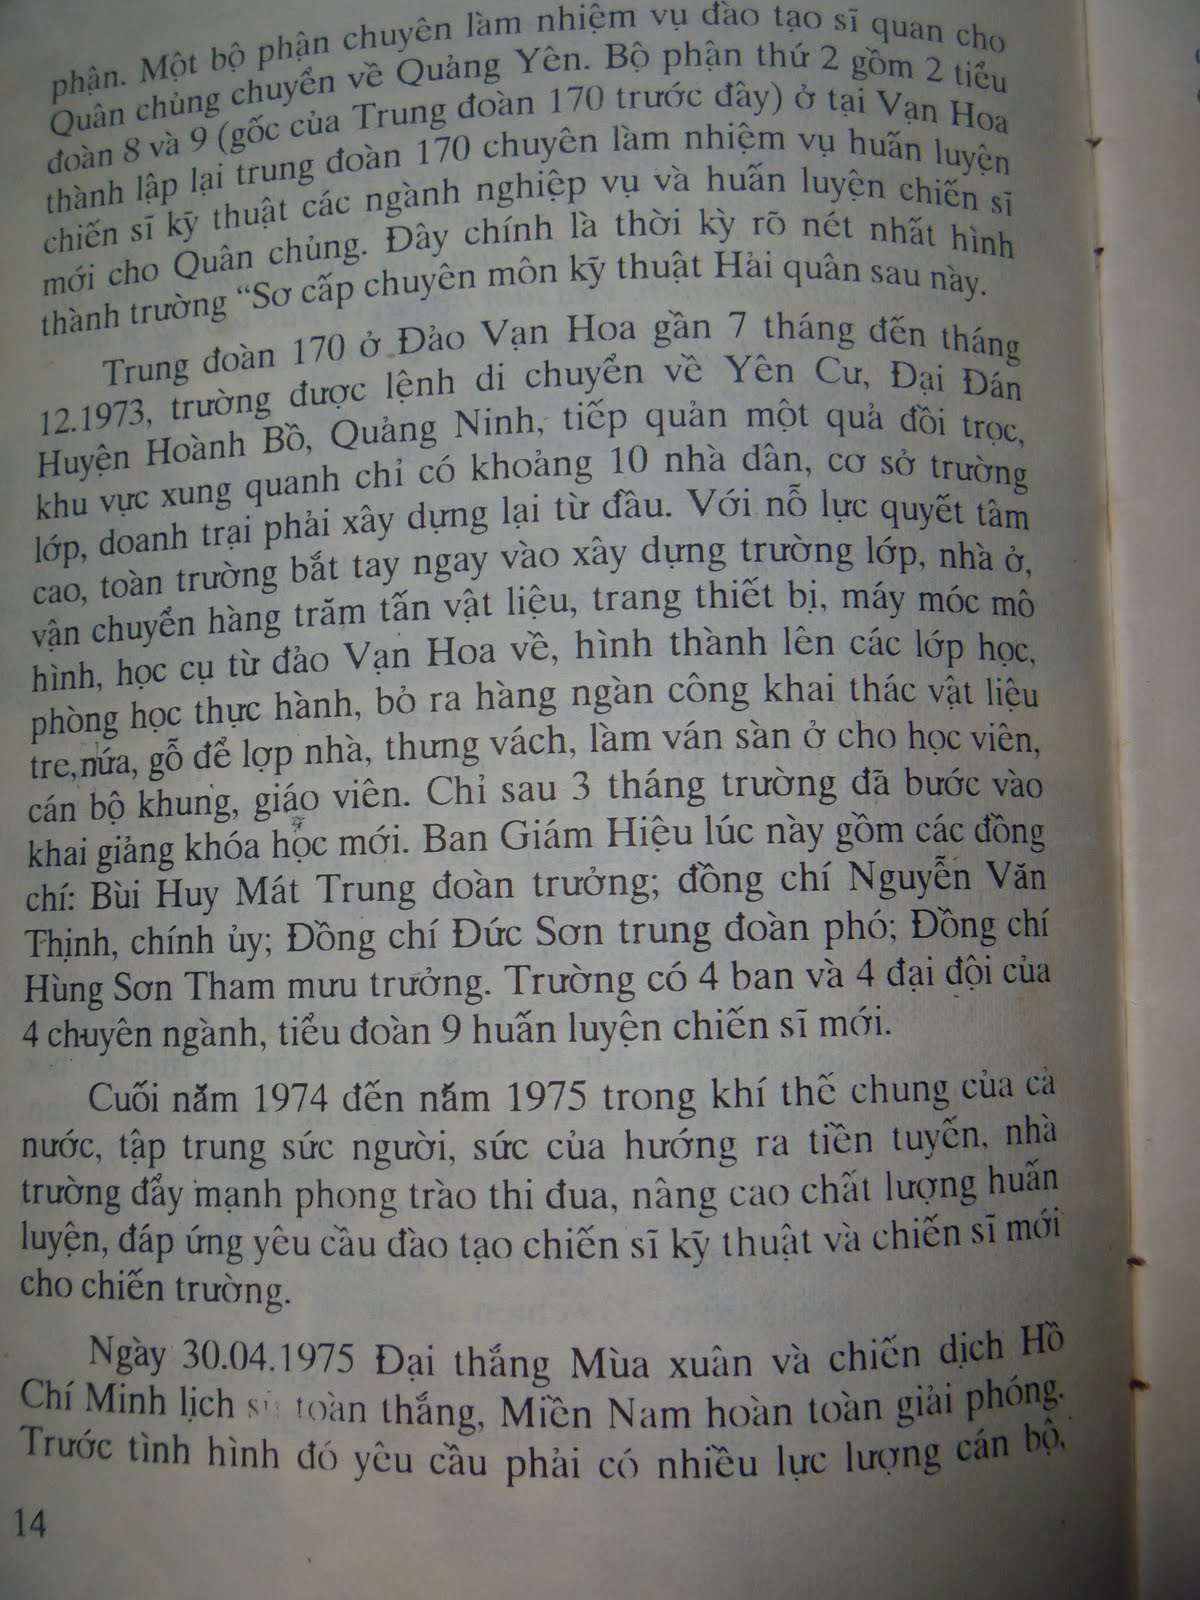 phận. Một bộ phận chuyên làm nhiệm vụ đào tạo sĩ quan cho
Quân chủng chuyển về Quảng Yên. Bộ phận thứ 2 gồm 2 tiểu
đoàn 8 và 9 (gốc của Trung đoàn 170 trước đây) ở tại Vạn Hoa
thành lập lại trung đoàn 170 chuyên làm nhiệm vụ huấn luyện
chiến sĩ kỹ thuật các ngành nghiệp vụ và huấn luyện chiến sĩ
mới cho Quân chủng. Đây chính là thời kỳ rõ nét nhất hình
thành trường “Sơ cấp chuyên môn kỹ thuật Hải quân sau này.
Trung đoàn 170 ở Đảo Vạn Hoa gần 7 tháng đến tháng
12.1973, trường được lệnh di chuyển về Yên Cư, Đại Đán
Huyện Hoành Bồ, Quảng Ninh, tiếp quản một quả đồi trọc,
khu vực xung quanh chỉ có khoảng 10 nhà dân, cơ sở trường
lớp, doanh trại phải xây dựng lại từ đầu. Với nỗ lực quyết tâm
cao, toàn trường bắt tay ngay vào xây dựng trường lớp, nhà ở,
vận chuyển hàng trăm tấn vật liệu, trang thiết bị, máy móc mô
hình, học cụ từ đảo Vạn Hoa về, hình thành lên các lớp học,
phòng học thực hành, bỏ ra hàng ngàn công khai thác vật liệu
tre,nứa, gỗ để lợp nhà, thưng vách, làm ván sàn ở cho học viên,
cán bộ khung, giáo viên. Chỉ sau 3 tháng trường đã bước vào
khai giảng khóa học mới. Ban Giám Hiệu lúc này gồm các đồng
chí: Bùi Huy Mát Trung đoàn trưởng; đồng chí Nguyễn Văn
Thịnh, chính ủy; Đồng chí Đức Sơn trung đoàn phó; Đồng chí
Hùng Sơn Tham mưu trưởng. Trường có 4 ban và 4 đại đội của
4 chuyên ngành, tiểu đoàn 9 huấn luyện chiến sĩ mới.
Cuối năm 1974 đến năm 1975 trong khí thế chung của cả
nước, tập trung sức người, sức của hướng ra tiền tuyến, nhà
trường đẩy mạnh phong trào thi đua, nâng cao chất lượng huấn
luyện, đáp ứng yêu cầu đào tạo chiến sĩ kỹ thuật và chiến sĩ mới
cho chiến trường.
Ngày 30.04.1975 Đại thắng Mùa xuân và chiến dịch Hồ
Chí Minh lịch sử toàn thắng, Miền Nam hoàn toàn giải phóng.
Trước tình hình đó yêu cầu phải có nhiều lực lượng cán bộ,
14